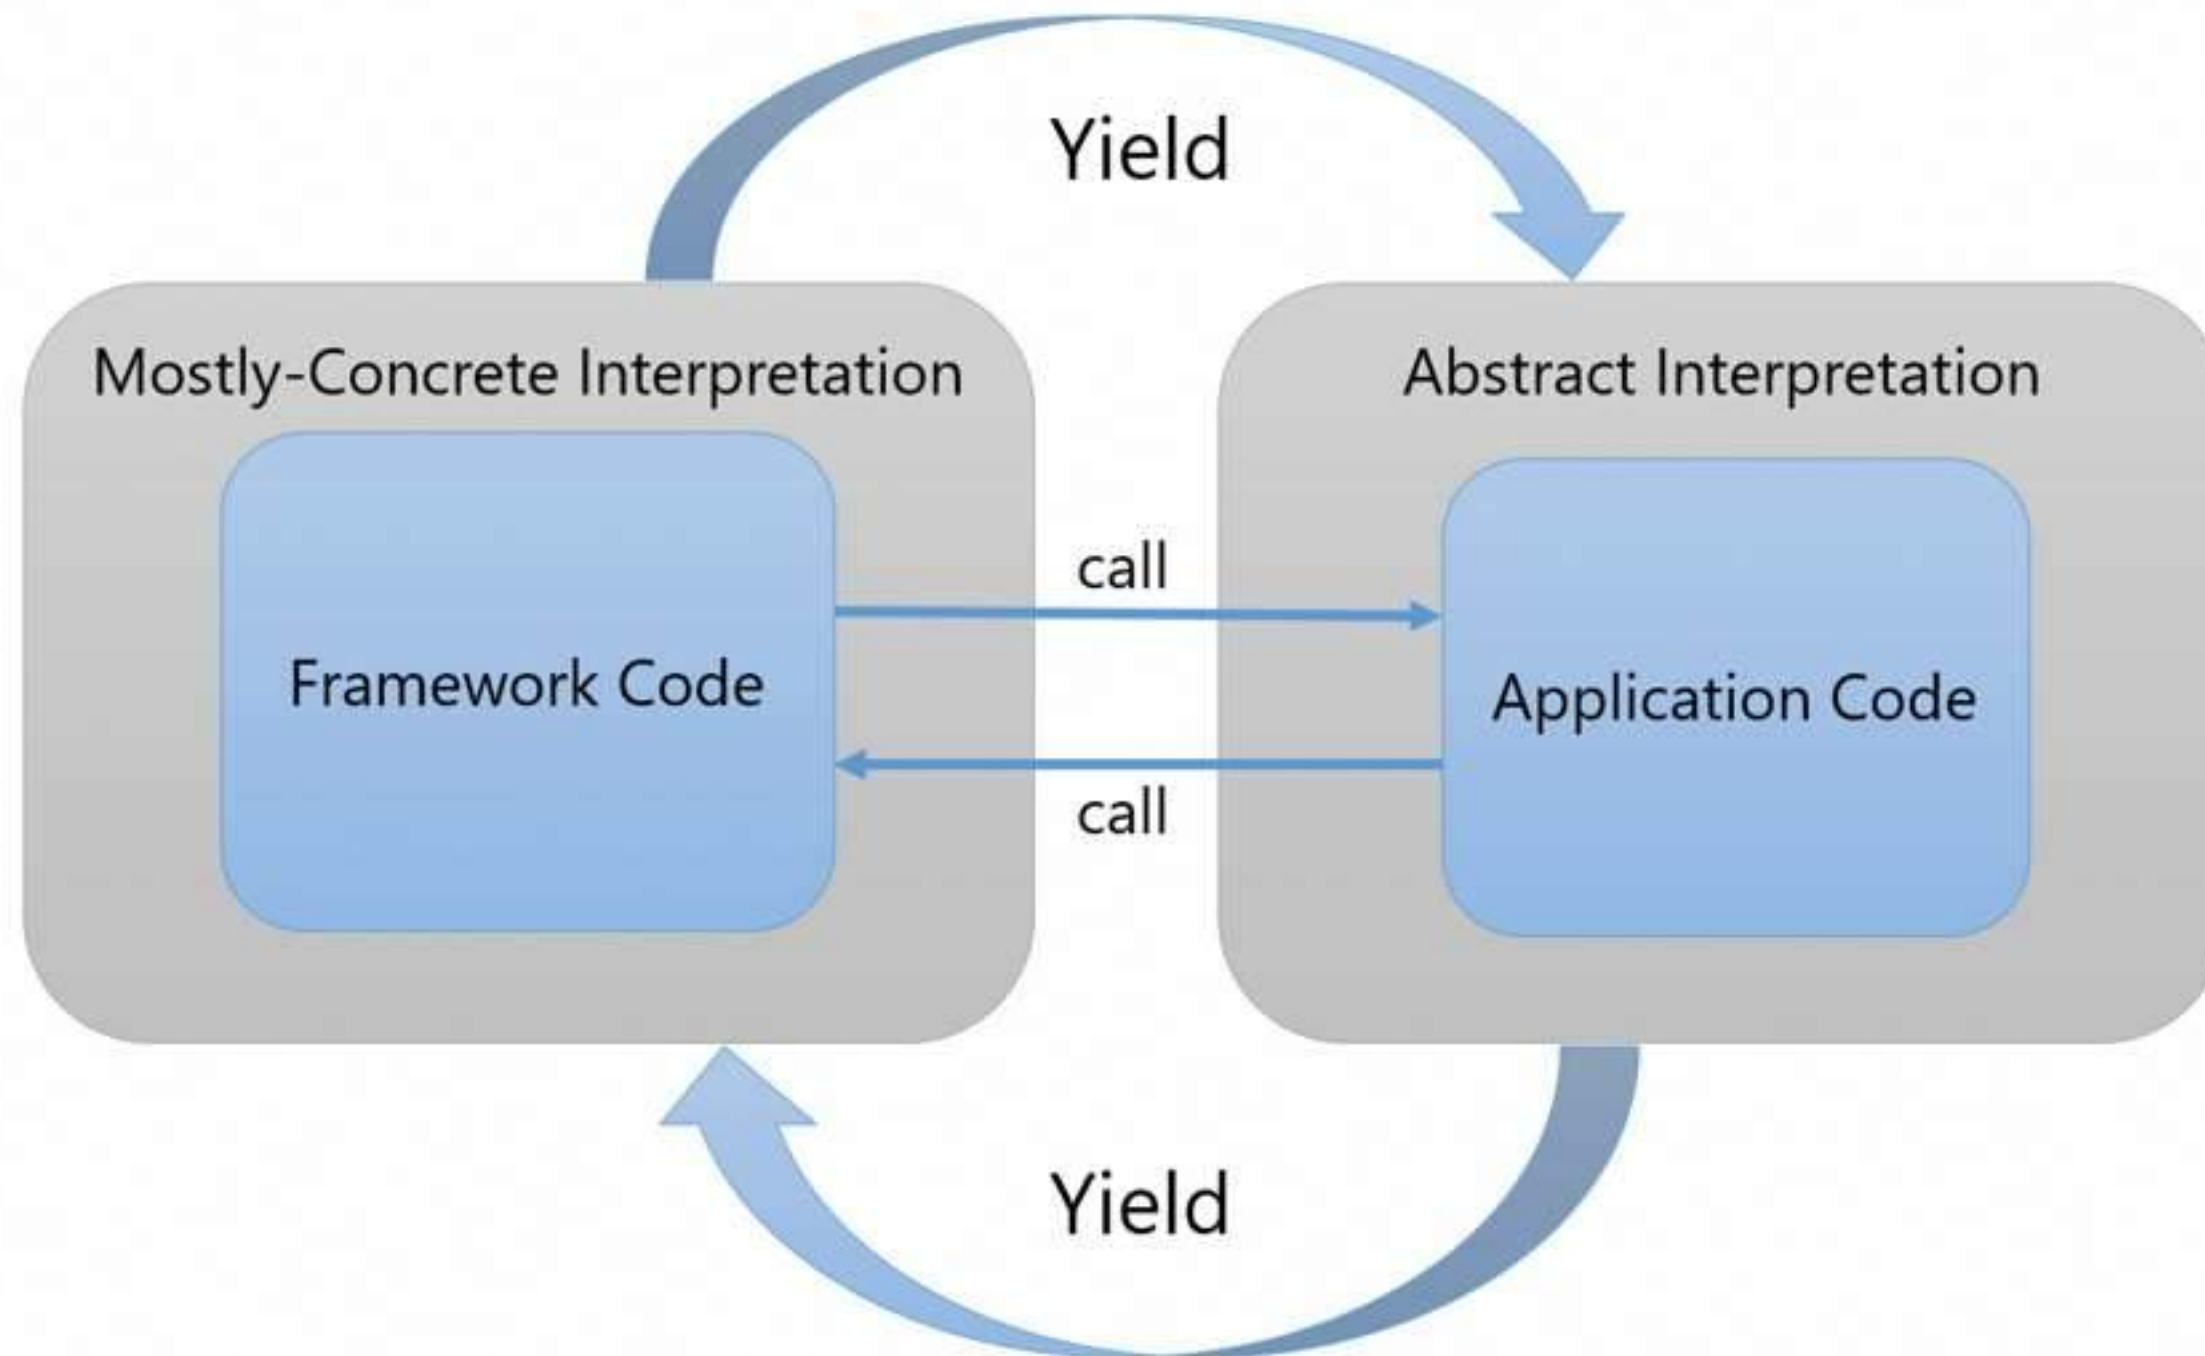 Yield
Mostly-Concrete Interpretation
Abstract Interpretation
call
Framework Code
Application Code
call
Yield